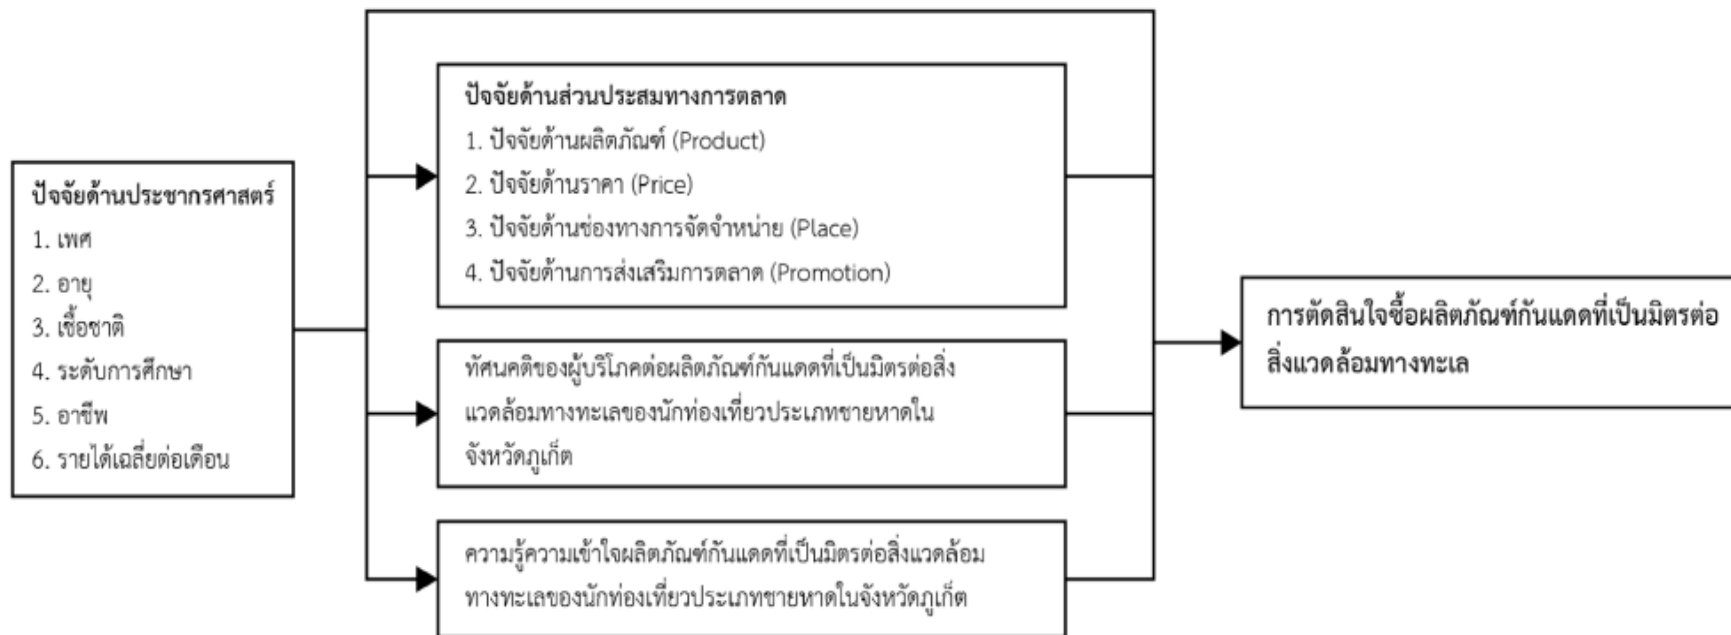 ปัจจัยด้านประชากรศาสตร์
1. เพศ
2. อายุ
3. เชื้อชาติ
4. ระดับการศึกษา
5. อาชีพ
6. รายได้เฉลี่ยต่อเดือน
ปัจจัยด้านส่วนประสมทางการตลาด
1. ปัจจัยด้านผลิตภัณฑ์ (Product)
2. ปัจจัยด้านราคา (Price)
3. ปัจจัยด้านช่องทางการจัดจำหน่าย (Place)
4. ปัจจัยด้านการส่งเสริมการตลาด (Promotion)
ทัศนคติของผู้บริโภคต่อผลิตภัณฑ์กันแดดที่เป็นมิตรต่อสิ่ง
แวดล้อมทางทะเลของนักท่องเที่ยวประเภทชายหาดใน
จังหวัดภูเก็ต
ความรู้ความเข้าใจผลิตภัณฑ์กันแดดที่เป็นมิตรต่อสิ่งแวดล้อม
ทางทะเลของนักท่องเที่ยวประเภทชายหาดในจังหวัดภูเก็ต
การตัดสินใจซื้อผลิตภัณฑ์กันแดดที่เป็นมิตรต่อ
สิ่งแวดล้อมทางทะเล